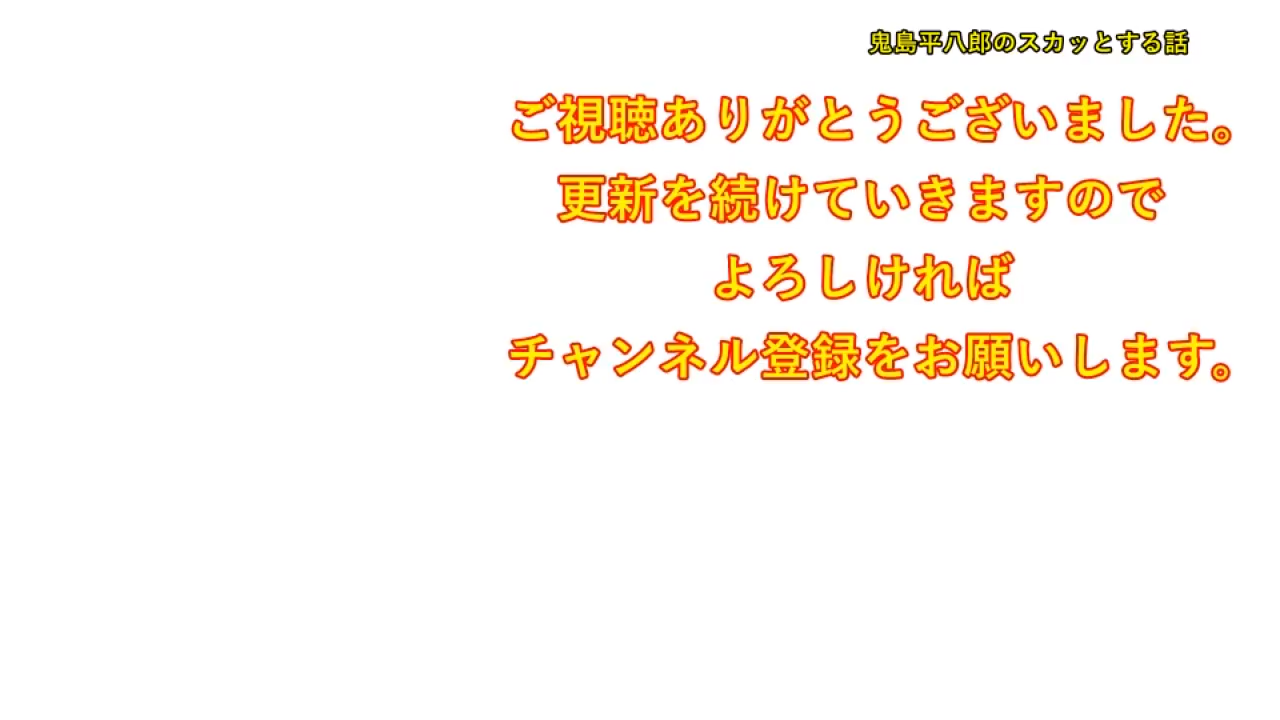 鬼島平八郎のスカッとする話
ご視聴ありがとうございました。
更新を続けていきますので
よろしければ
チャンネル登録をお願いします。